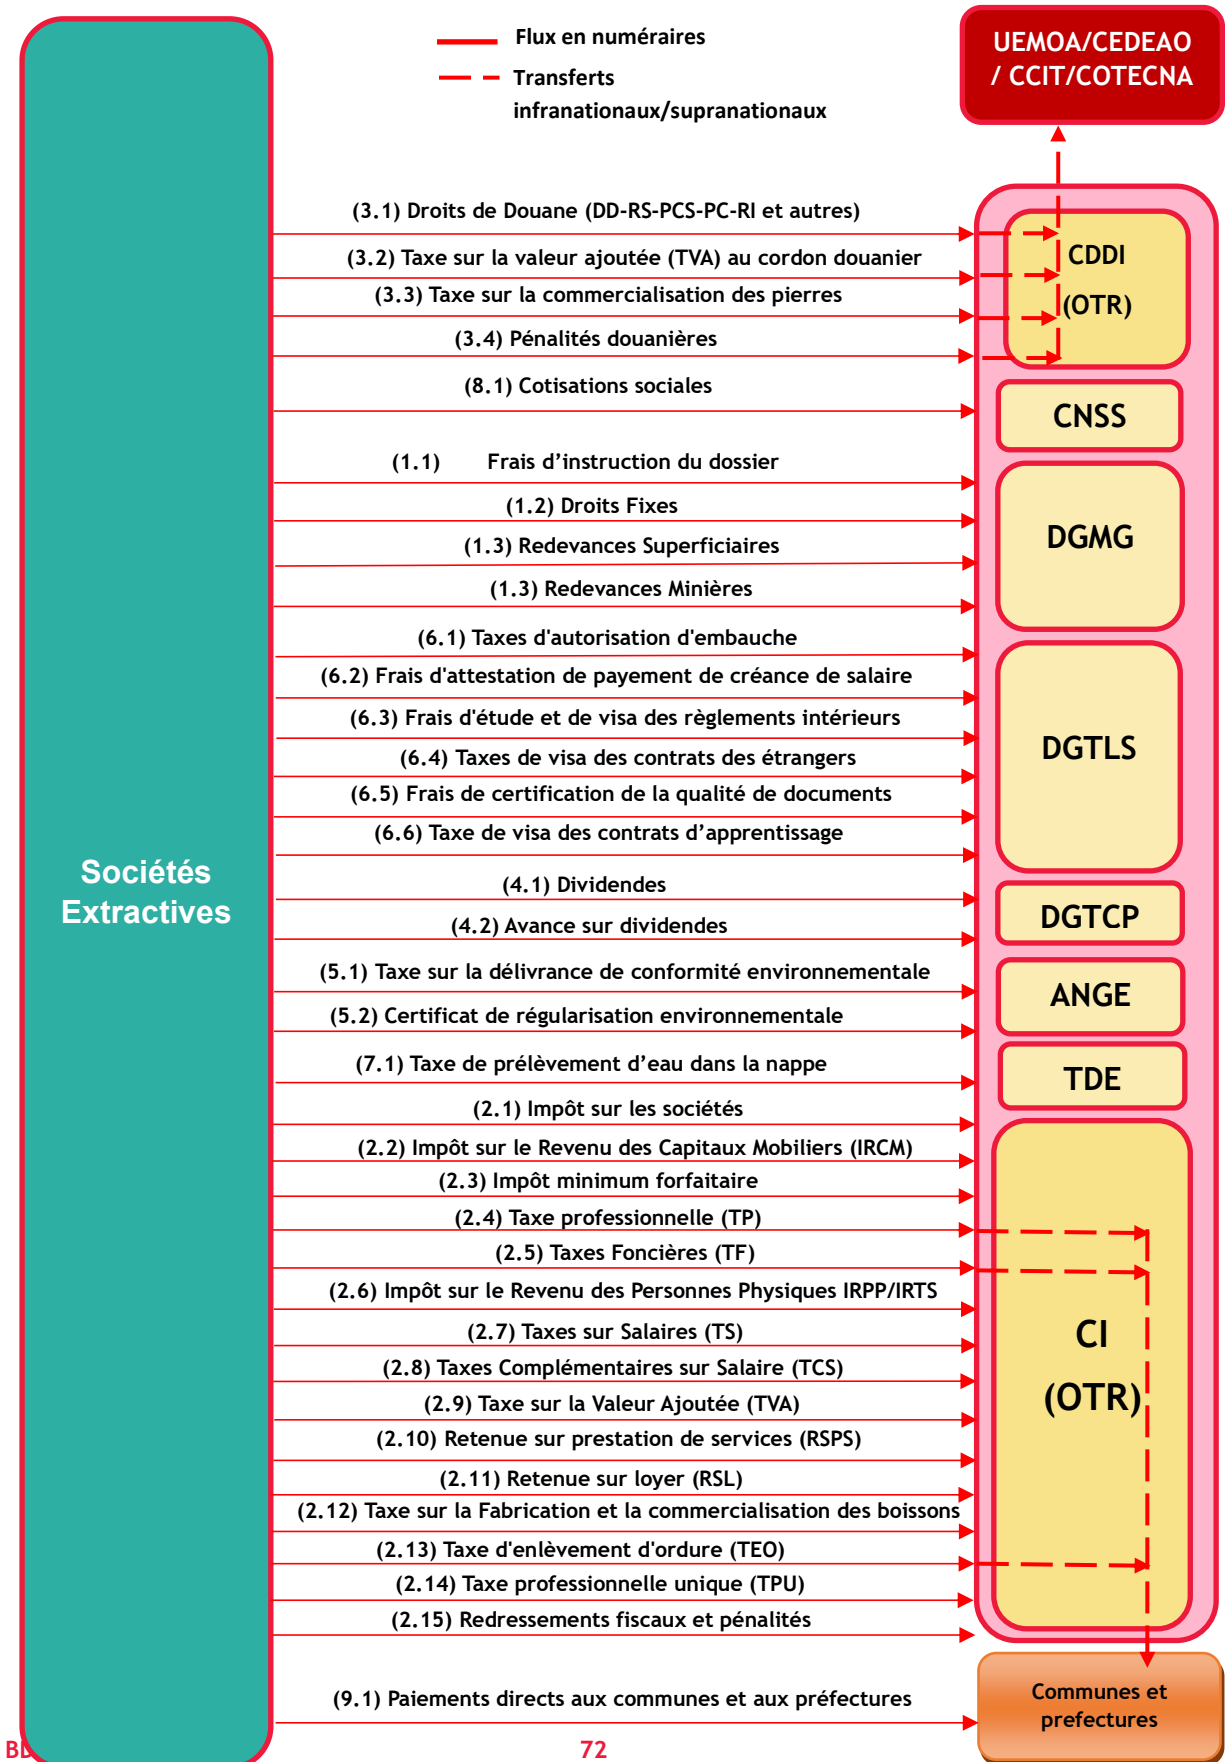 Flux en numéraires
Transferts
infranationaux/supranationaux
UEMOA/CEDEAO
/ CCIT/COTECNA
(3.1) Droits de Douane (DD-RS-PCS-PC-RI et autres)
(3.2) Taxe sur la valeur ajoutée (TVA) au cordon douanier
(3.3) Taxe sur la commercialisation des pierres
(3.4) Pénalités douanières
CDDI
(OTR)
(8.1) Cotisations sociales
CNSS
(1.1) Frais d’instruction du dossier
(1.2) Droits Fixes
(1.3) Redevances Superficiaires
(1.3) Redevances Minières
DGMG
(6.1) Taxes d'autorisation d'embauche
(6.2) Frais d'attestation de payement de créance de salaire
(6.3) Frais d'étude et de visa des règlements intérieurs
(6.4) Taxes de visa des contrats des étrangers
(6.5) Frais de certification de la qualité de documents
(6.6) Taxe de visa des contrats d’apprentissage
DGTLS
Sociétés
Extractives
(4.1) Dividendes
(4.2) Avance sur dividendes
DGTCP
(5.1) Taxe sur la délivrance de conformité environnementale
(5.2) Certificat de régularisation environnementale
ANGE
(7.1) Taxe de prélèvement d’eau dans la nappe
TDE
(2.1) Impôt sur les sociétés
(2.2) Impôt sur le Revenu des Capitaux Mobiliers (IRCM)
(2.3) Impôt minimum forfaitaire
(2.4) Taxe professionnelle (TP)
(2.5) Taxes Foncières (TF)
(2.6) Impôt sur le Revenu des Personnes Physiques IRPP/IRTS
(2.7) Taxes sur Salaires (TS)
(2.8) Taxes Complémentaires sur Salaire (TCS)
(2.9) Taxe sur la Valeur Ajoutée (TVA)
(2.10) Retenue sur prestation de services (RSPS)
(2.11) Retenue sur loyer (RSL)
(2.12) Taxe sur la Fabrication et la commercialisation des boissons
(2.13) Taxe d'enlèvement d'ordure (TEO)
(2.14) Taxe professionnelle unique (TPU)
(2.15) Redressements fiscaux et pénalités
CI
(OTR)
(9.1) Paiements directs aux communes et aux préfectures
Communes et
prefectures
72